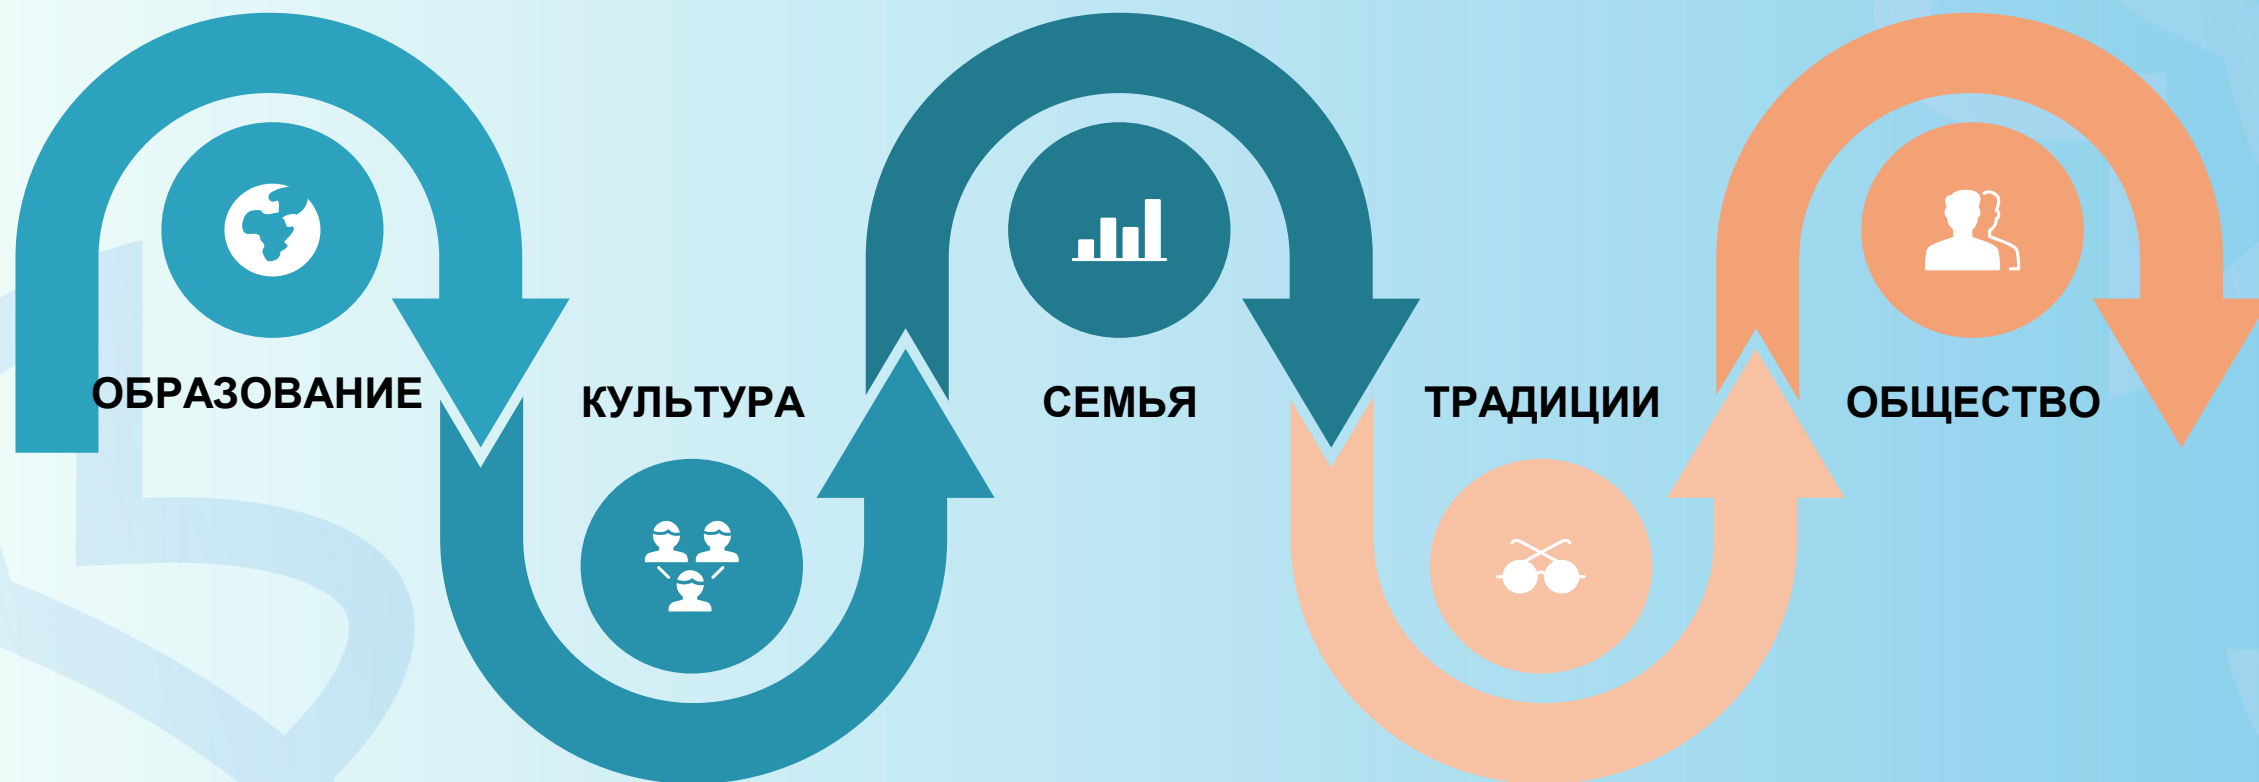 ОБРАЗОВАНИЕ
КУЛЬТУРА
СЕМЬЯ
ТРАДИЦИИ
ОБЩЕСТВО